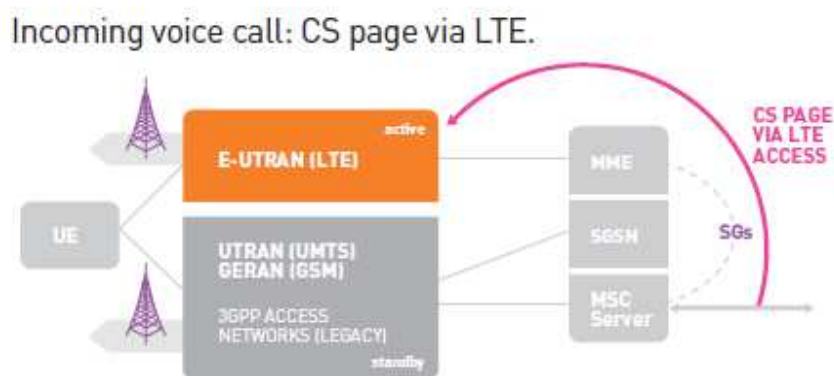 Incoming voice call: CS page via LTE.
active
E-UTRAN (LTE)
UE
UTRAN (UMTS)
GERAN (GSM)
3GPP ACCESS
NETWORKS (LEGACY)
standby
MME
SGSN
MSC
Server
SGs
CS PAGE
VIA LTE
ACCESS